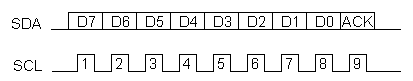 SDA D7 D6 D5 D4 D3 D2 D1 D0 ACK
SCL 1 2 3 4 5 6 7 8 9